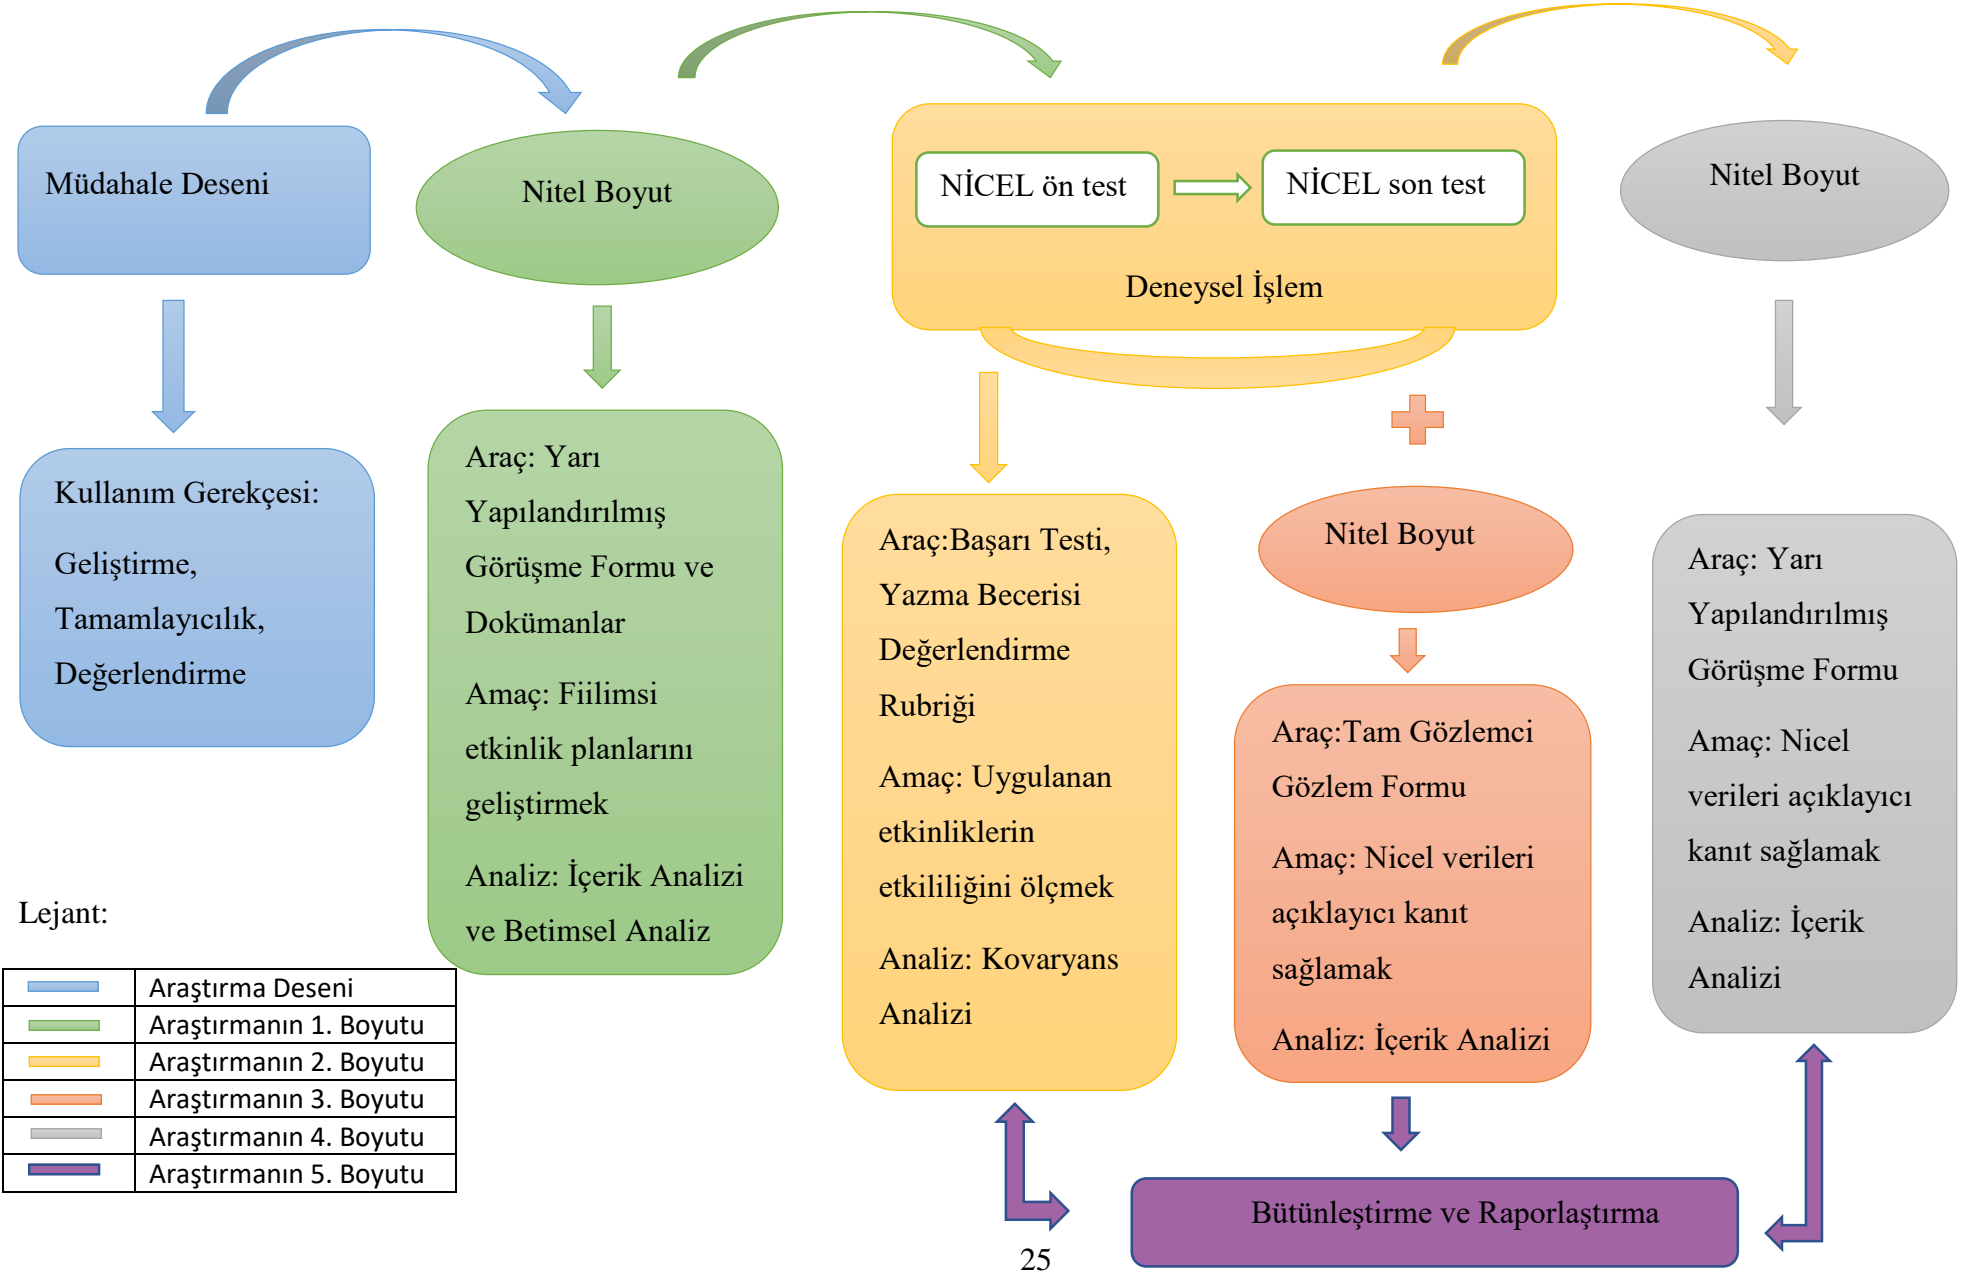 Müdahale Deseni
Kullanım Gerekçesi:
Geliştirme,
Tamamlayıcılık,
Değerlendirme
Nitel Boyut
Araç: Yarı
Yapılandırılmış
Görüşme Formu ve
Dokümanlar
Amaç: Fiilimsi
etkinlik planlarını
geliştirmek
Analiz: İçerik Analizi
ve Betimsel Analiz
NİCEL ön test
NİCEL son test
Deneysel İşlem
Araç:Başarı Testi,
Yazma Becerisi
Değerlendirme
Rubriği
Amaç: Uygulanan
etkinliklerin
etkililiğini ölçmek
Analiz: Kovaryans
Analizi
Nitel Boyut
Araç:Tam Gözlemci
Gözlem Formu
Amaç: Nicel verileri
açıklayıcı kanıt
sağlamak
Analiz: İçerik Analizi
Nitel Boyut
Araç: Yarı
Yapılandırılmış
Görüşme Formu
Amaç: Nicel
verileri açıklayıcı
kanıt sağlamak
Analiz: İçerik
Analizi
Lejant:
Araştırma Deseni
Araştırmanın 1. Boyutu
Araştırmanın 2. Boyutu
Araştırmanın 3. Boyutu
Araştırmanın 4. Boyutu
Araştırmanın 5. Boyutu
Bütünleştirme ve Raporlaştırma
25